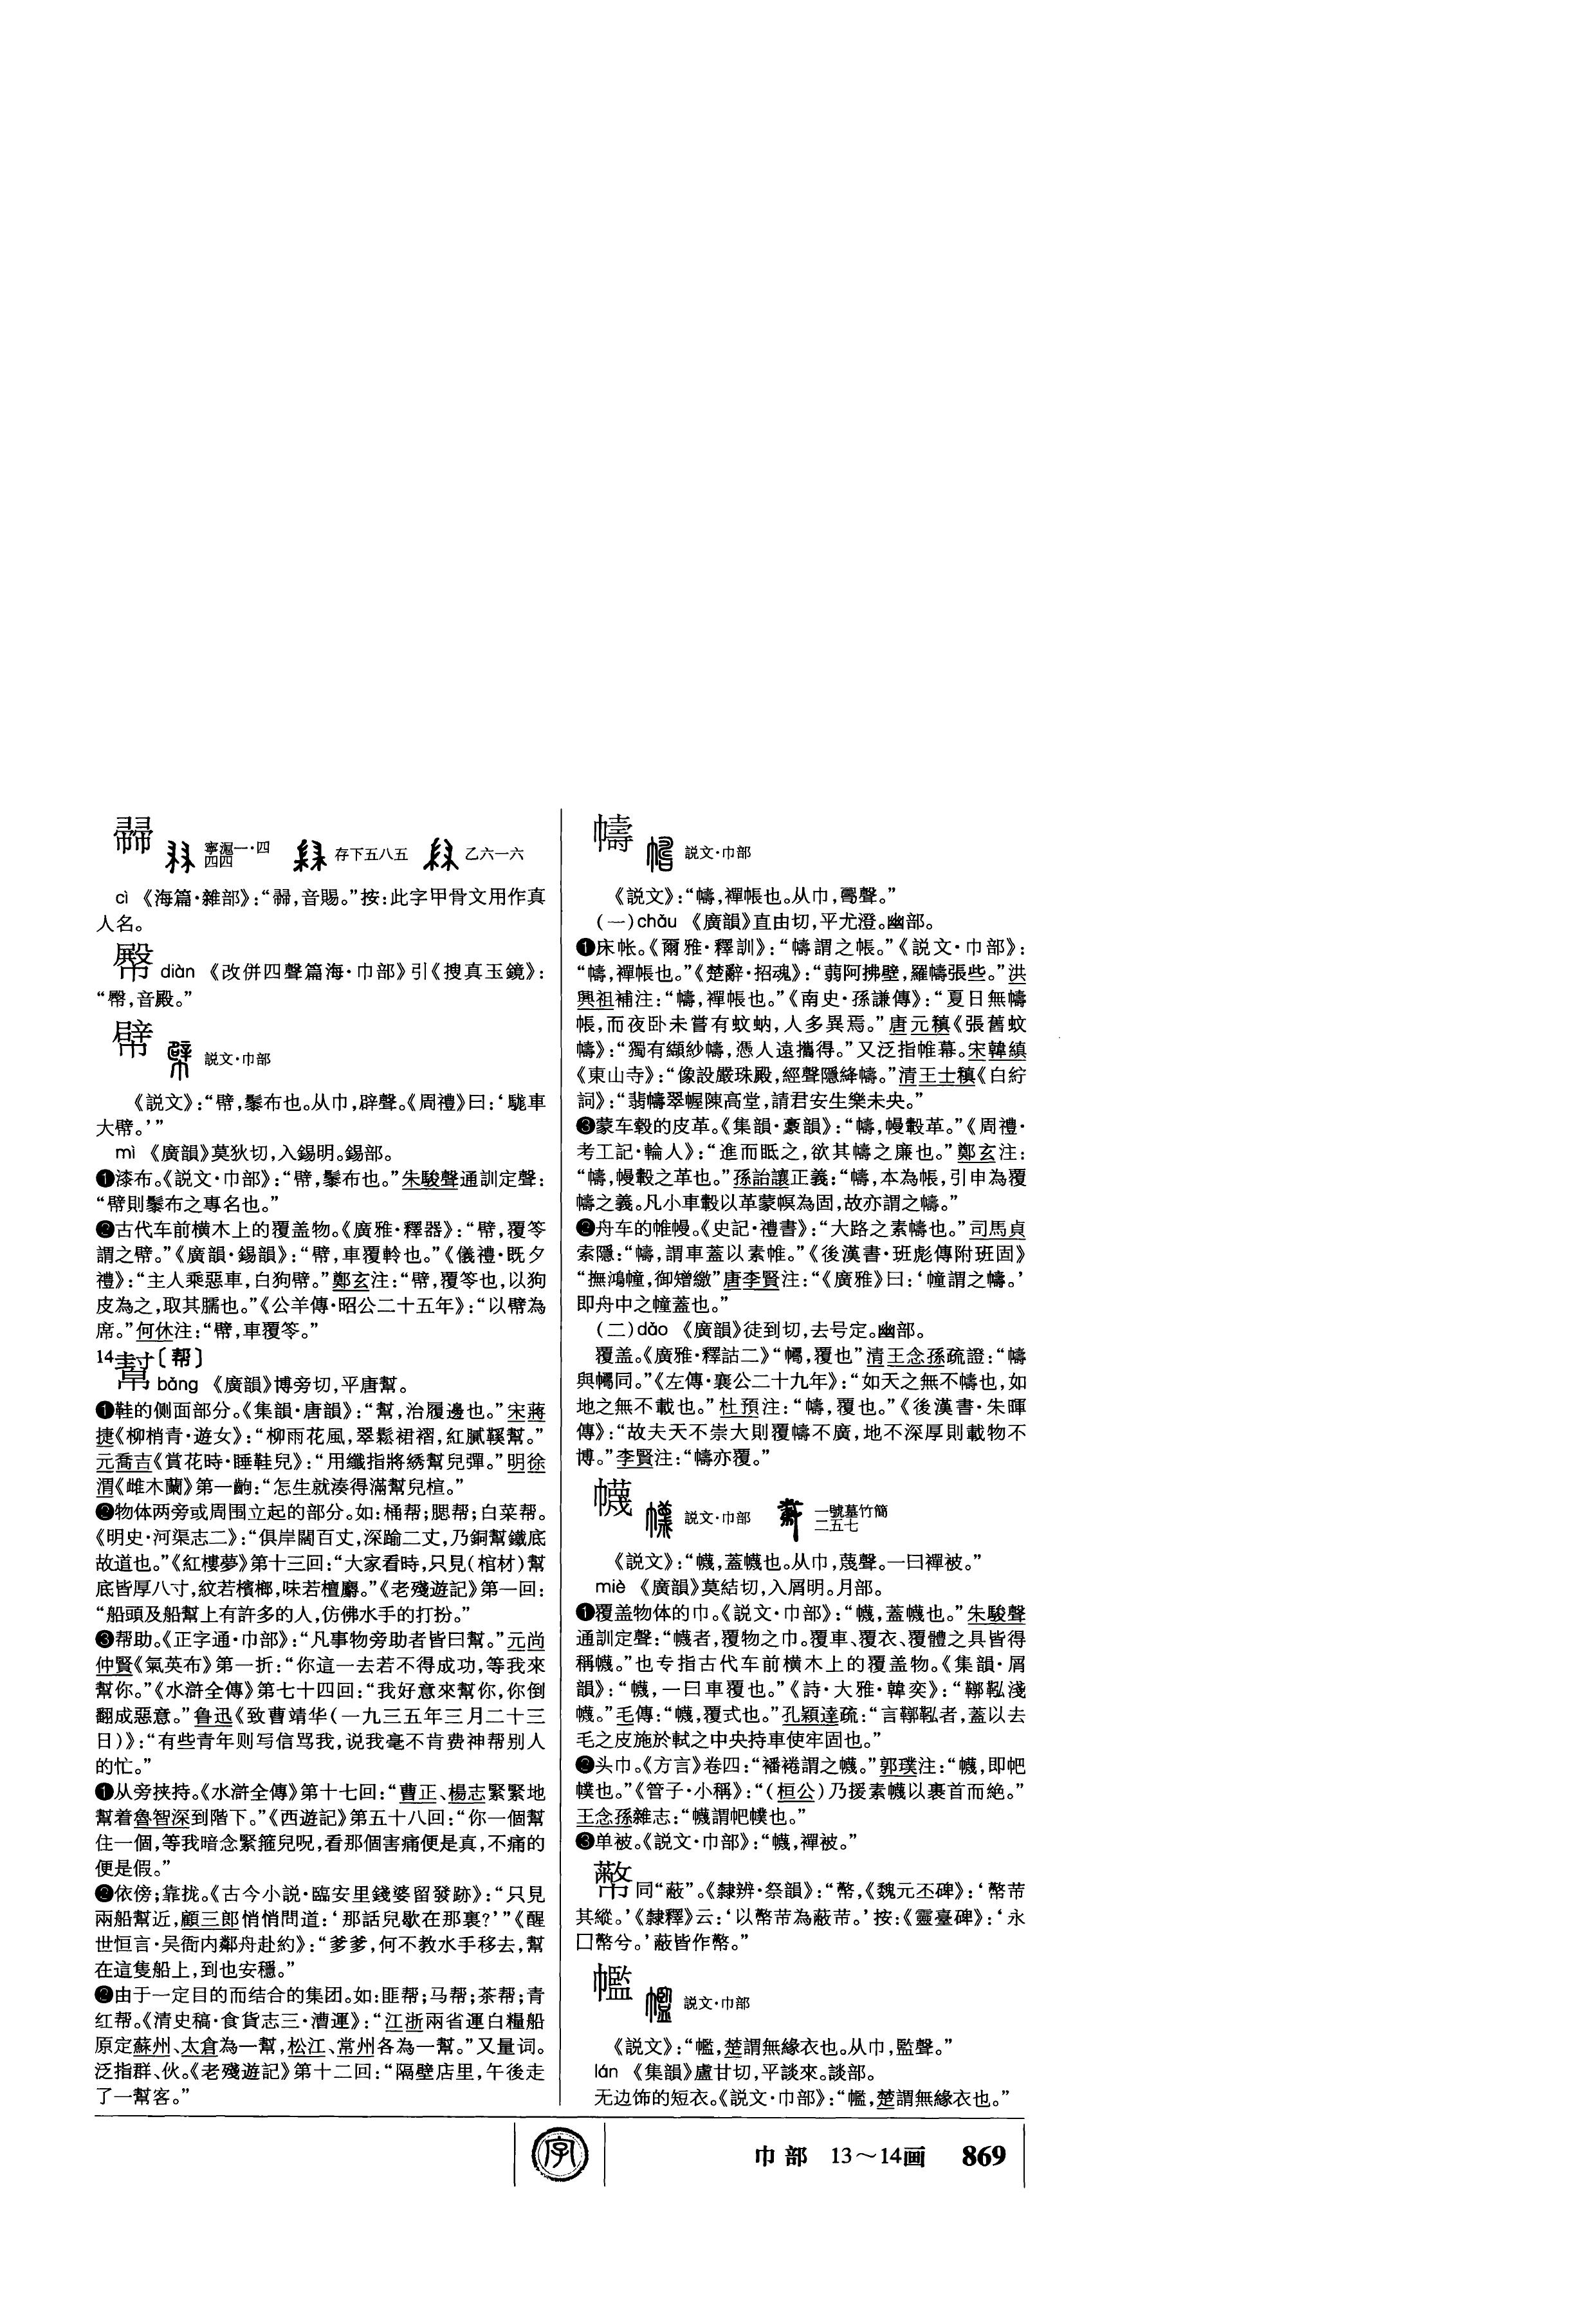 寧滬一·四四四 存下五八五 乙六一六
cì 《海篇·雜部》：“，音賜。”按：此字甲骨文用作真
人名。
diàn 《改併四聲篇海·巾部》引《搜真玉鏡》：
“，音殿。”
幦 説文·巾部
《説文》：“幦，鬃布也。从巾，辟聲。《周禮》曰：‘駹車
大幦。’”
mì 《廣韻》莫狄切，入錫明。錫部。
❶漆布。《説文·巾部》：“幦，鬃布也。”朱駿聲通訓定聲：
“幦則鬃布之專名也。”
❷古代车前横木上的覆盖物。《廣雅·釋器》：“幦，覆笭
謂之幦。”《廣韻·錫韻》：“幦，車覆軨也。”《儀禮·既夕
禮》：“主人乘惡車，白狗幦。”鄭玄注：“幦，覆笭也，以狗
皮為之，取其臑也。”《公羊傳·昭公二十五年》：“以幦為
席。”何休注：“幦，車覆笭。”
14幫〔帮〕
bāng 《廣韻》博旁切，平唐幫。
❶鞋的侧面部分。《集韻·唐韻》：“幫，治履邊也。”宋蔣
捷《柳梢青·遊女》：“柳雨花風，翠鬆裙褶，紅膩鞵幫。”
元喬吉《賞花時·睡鞋兒》：“用纖指將綉幫兒彈。”明徐
渭《雌木蘭》第一齣：“怎生就湊得滿幫兒楦。”
❷物体两旁或周围立起的部分。如：桶帮；腮帮；白菜帮。
《明史·河渠志二》：“俱岸闊百丈，深踰二丈，乃銅幫鐵底
故道也。”《紅樓夢》第十三回：“大家看時，只見（棺材）幫
底皆厚八寸，紋若檳榔，味若檀麝。”《老殘遊記》第一回：
“船頭及船幫上有許多的人，仿佛水手的打扮。”
❸帮助。《正字通·巾部》：“凡事物旁助者皆曰幫。”元尚
仲賢《氣英布》第一折：“你這一去若不得成功，等我來
幫你。”《水滸全傳》第七十四回：“我好意來幫你，你倒
翻成惡意。”鲁迅《致曹靖华（一九三五年三月二十三
日）》：“有些青年则写信骂我，说我毫不肯费神帮别人
的忙。”
❶从旁挟持。《水滸全傳》第十七回：“曹正、楊志緊緊地
幫着魯智深到階下。”《西遊記》第五十八回：“你一個幫
住一個，等我暗念緊箍兒呪，看那個害痛便是真，不痛的
便是假。”
❷依傍；靠拢。《古今小説·臨安里錢婆留發跡》：“只見
兩船幫近，顧三郎悄悄問道：‘那話兒歇在那裏？’”《醒
世恒言·吴衙内鄰舟赴約》：“爹爹，何不教水手移去，幫
在這隻船上，到也安穩。”
❷由于一定目的而结合的集团。如：匪帮；马帮；茶帮；青
红帮。《清史稿·食貨志三·漕運》：“江浙兩省運白糧船
原定蘇州、太倉為一幫，松江、常州各為一幫。”又量词。
泛指群、伙。《老殘遊記》第十二回：“隔壁店里，午後走
了一幫客。”
幬 説文·巾部
《説文》：“幬，襌帳也。从巾，𠷎聲。”
（一）chǎu 《廣韻》直由切，平尤澄。幽部。
❶床帐。《爾雅·釋訓》：“幬謂之帳。”《説文·巾部》：
“幬，襌帳也。”《楚辭·招魂》：“蒻阿拂壁，羅幬張些。”洪
興祖補注：“幬，襌帳也。”《南史·孫謙傳》：“夏日無幬
帳，而夜卧未嘗有蚊蚋，人多異焉。”唐元稹《張舊蚊
幬》：“獨有纈紗幬，憑人遠攜得。”又泛指帷幕。宋韓縝
《東山寺》：“像設嚴珠殿，經聲隱絳幬。”清王士稹《白紵
詞》：“翡幬翠幄陳高堂，請君安生樂未央。”
❸蒙车毂的皮革。《集韻·豪韻》：“幬，幔轂革。”《周禮·
考工記·輪人》：“進而眂之，欲其幬之廉也。”鄭玄注：
“幬，幔轂之革也。”孫詒讓正義：“幬，本為帳，引申為覆
幬之義。凡小車轂以革蒙幎為固，故亦謂之幬。”
❷舟车的帷幔。《史記·禮書》：“大路之素幬也。”司馬貞
索隱：“幬，謂車蓋以素帷。”《後漢書·班彪傳附班固》
“撫鴻幢，御矰繳”唐李賢注：“《廣雅》曰：‘幢謂之幬。’
即舟中之幢蓋也。”
（二）dǎo 《廣韻》徒到切，去号定。幽部。
覆盖。《廣雅·釋詁二》“幬，覆也”清王念孫疏證：“幬
與幬同。”《左傳·襄公二十九年》：“如天之無不幬也，如
地之無不載也。”杜預注：“幬，覆也。”《後漢書·朱暉
傳》：“故夫天不崇大則覆幬不廣，地不深厚則載物不
博。”李賢注：“幬亦覆。”
幭 説文·巾部 一號墓竹簡二五七
《説文》：“幭，蓋幭也。从巾，蔑聲。一曰襌被。”
miè 《廣韻》莫結切，入屑明。月部。
❶覆盖物体的巾。《説文·巾部》：“幭，蓋幭也。”朱駿聲
通訓定聲：“幭者，覆物之巾。覆車、覆衣、覆體之具皆得
稱幭。”也专指古代车前横木上的覆盖物。《集韻·屑
韻》：“幭，一曰車覆也。”《詩·大雅·韓奕》：“鞹鞃淺
幭。”毛傳：“幭，覆式也。”孔穎達疏：“言鞹鞃者，蓋以去
毛之皮施於軾之中央持車使牢固也。”
❷头巾。《方言》卷四：“襎裷謂之幭。”郭璞注：“幭，即帊
幞也。”《管子·小稱》：“（桓公）乃援素幭以裹首而絶。”
王念孫雜志：“幭謂帊幞也。”
❸单被。《説文·巾部》：“幭，襌被。”
同“蔽”。《隸辨·祭韻》：“，《魏元丕碑》：‘芾
其縱。’《隸釋》云：‘以芾為蔽芾。’按：《靈臺碑》：‘永
囗兮。’蔽皆作。”
㡮 説文·巾部
《説文》：“㡮，楚謂無緣衣也。从巾，監聲。”
lán 《集韻》盧甘切，平談來。談部。
无边饰的短衣。《説文·巾部》：“㡮，楚謂無緣衣也。”
字
巾部 13～14画 869